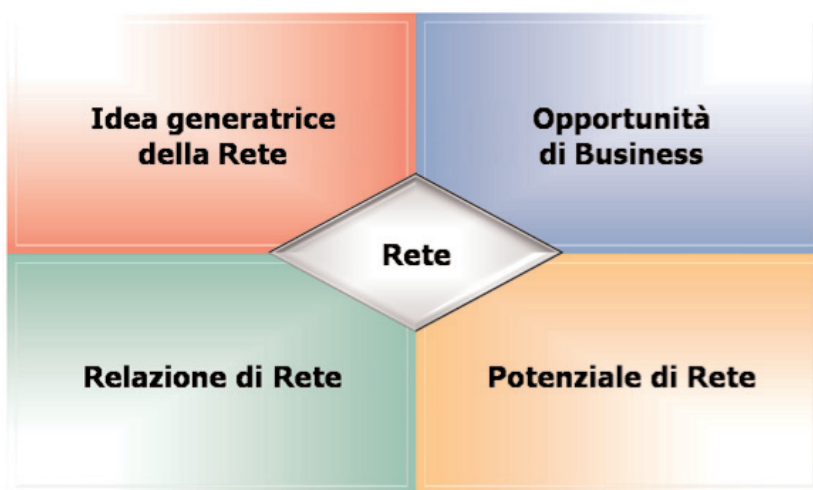 Idea generatrice
della Rete
Opportunità
di Business
Rete
Relazione di Rete
Potenziale di Rete